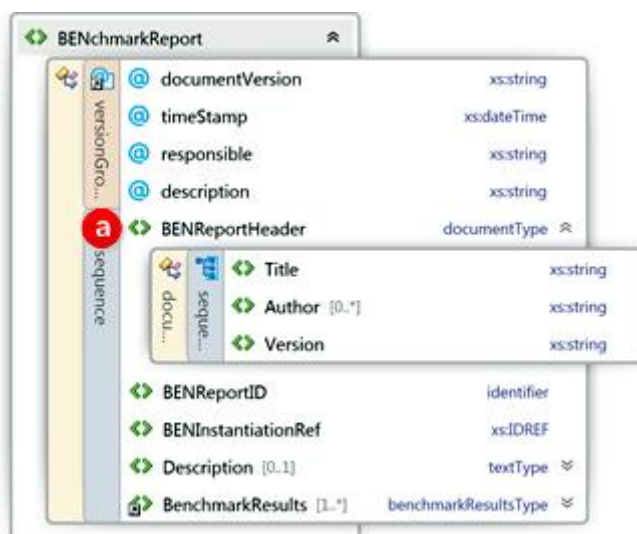 BENchmarkReport
versionGro...
documentVersion xs:string
timeStamp xs:dateTime
responsible xs:string
description xs:string
a
sequence
BENReportHeader documentType
docu...
seque...
Title xs:string
Author [0..*] xs:string
Version xs:string
BENReportID identifier
BENInstantiationRef xs:IDREF
Description [0..1] textType
BenchmarkResults [1..*] benchmarkResultsType